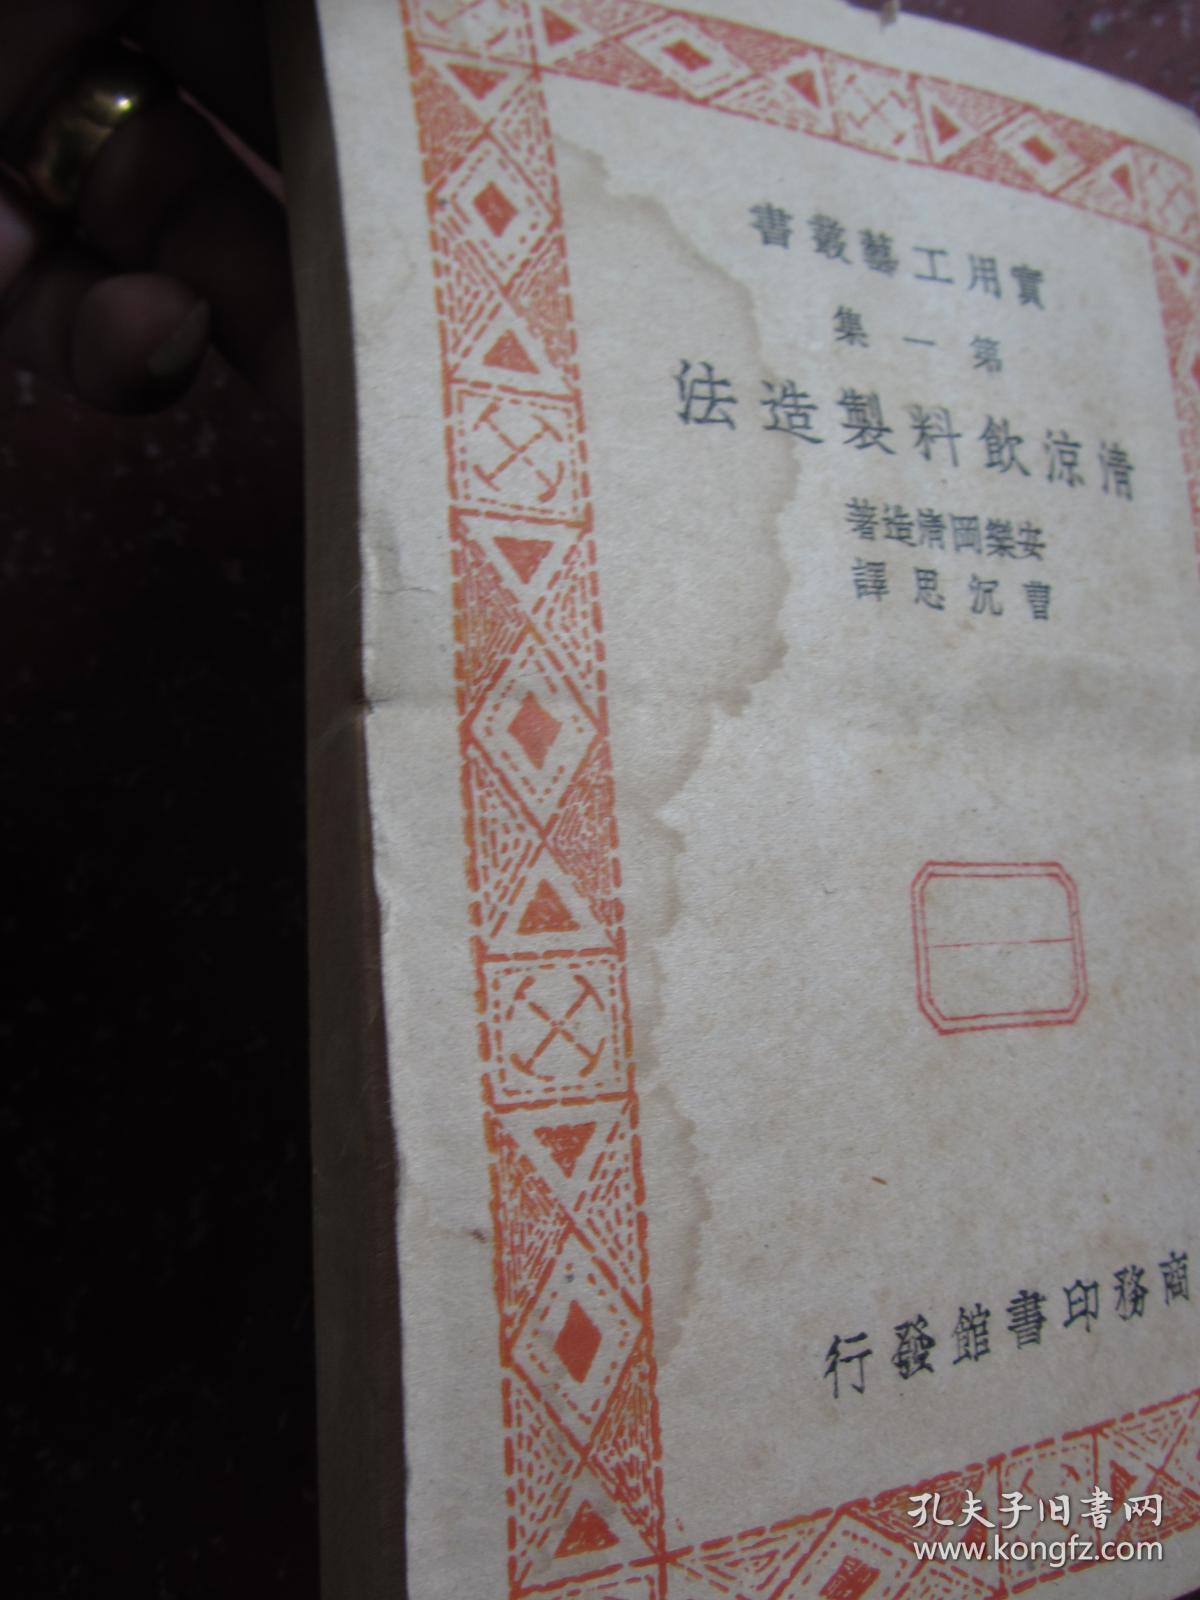 實用工藝叢書
第一集
清涼飲料製造法
安樂岡清造著
曹沉思譯
商務印書館發行
孔夫子旧书网
www.kongfz.com